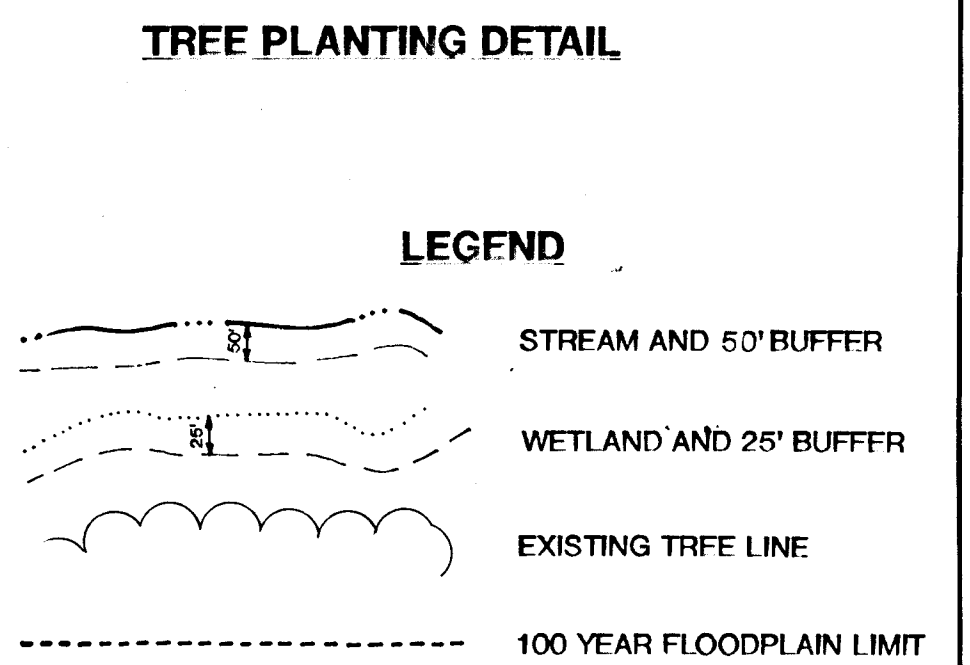 TREE PLANTING DETAIL
LEGEND
50'
STREAM AND 50' BUFFER
25'
WETLAND AND 25' BUFFER
EXISTING TREE LINE
100 YEAR FLOODPLAIN LIMIT